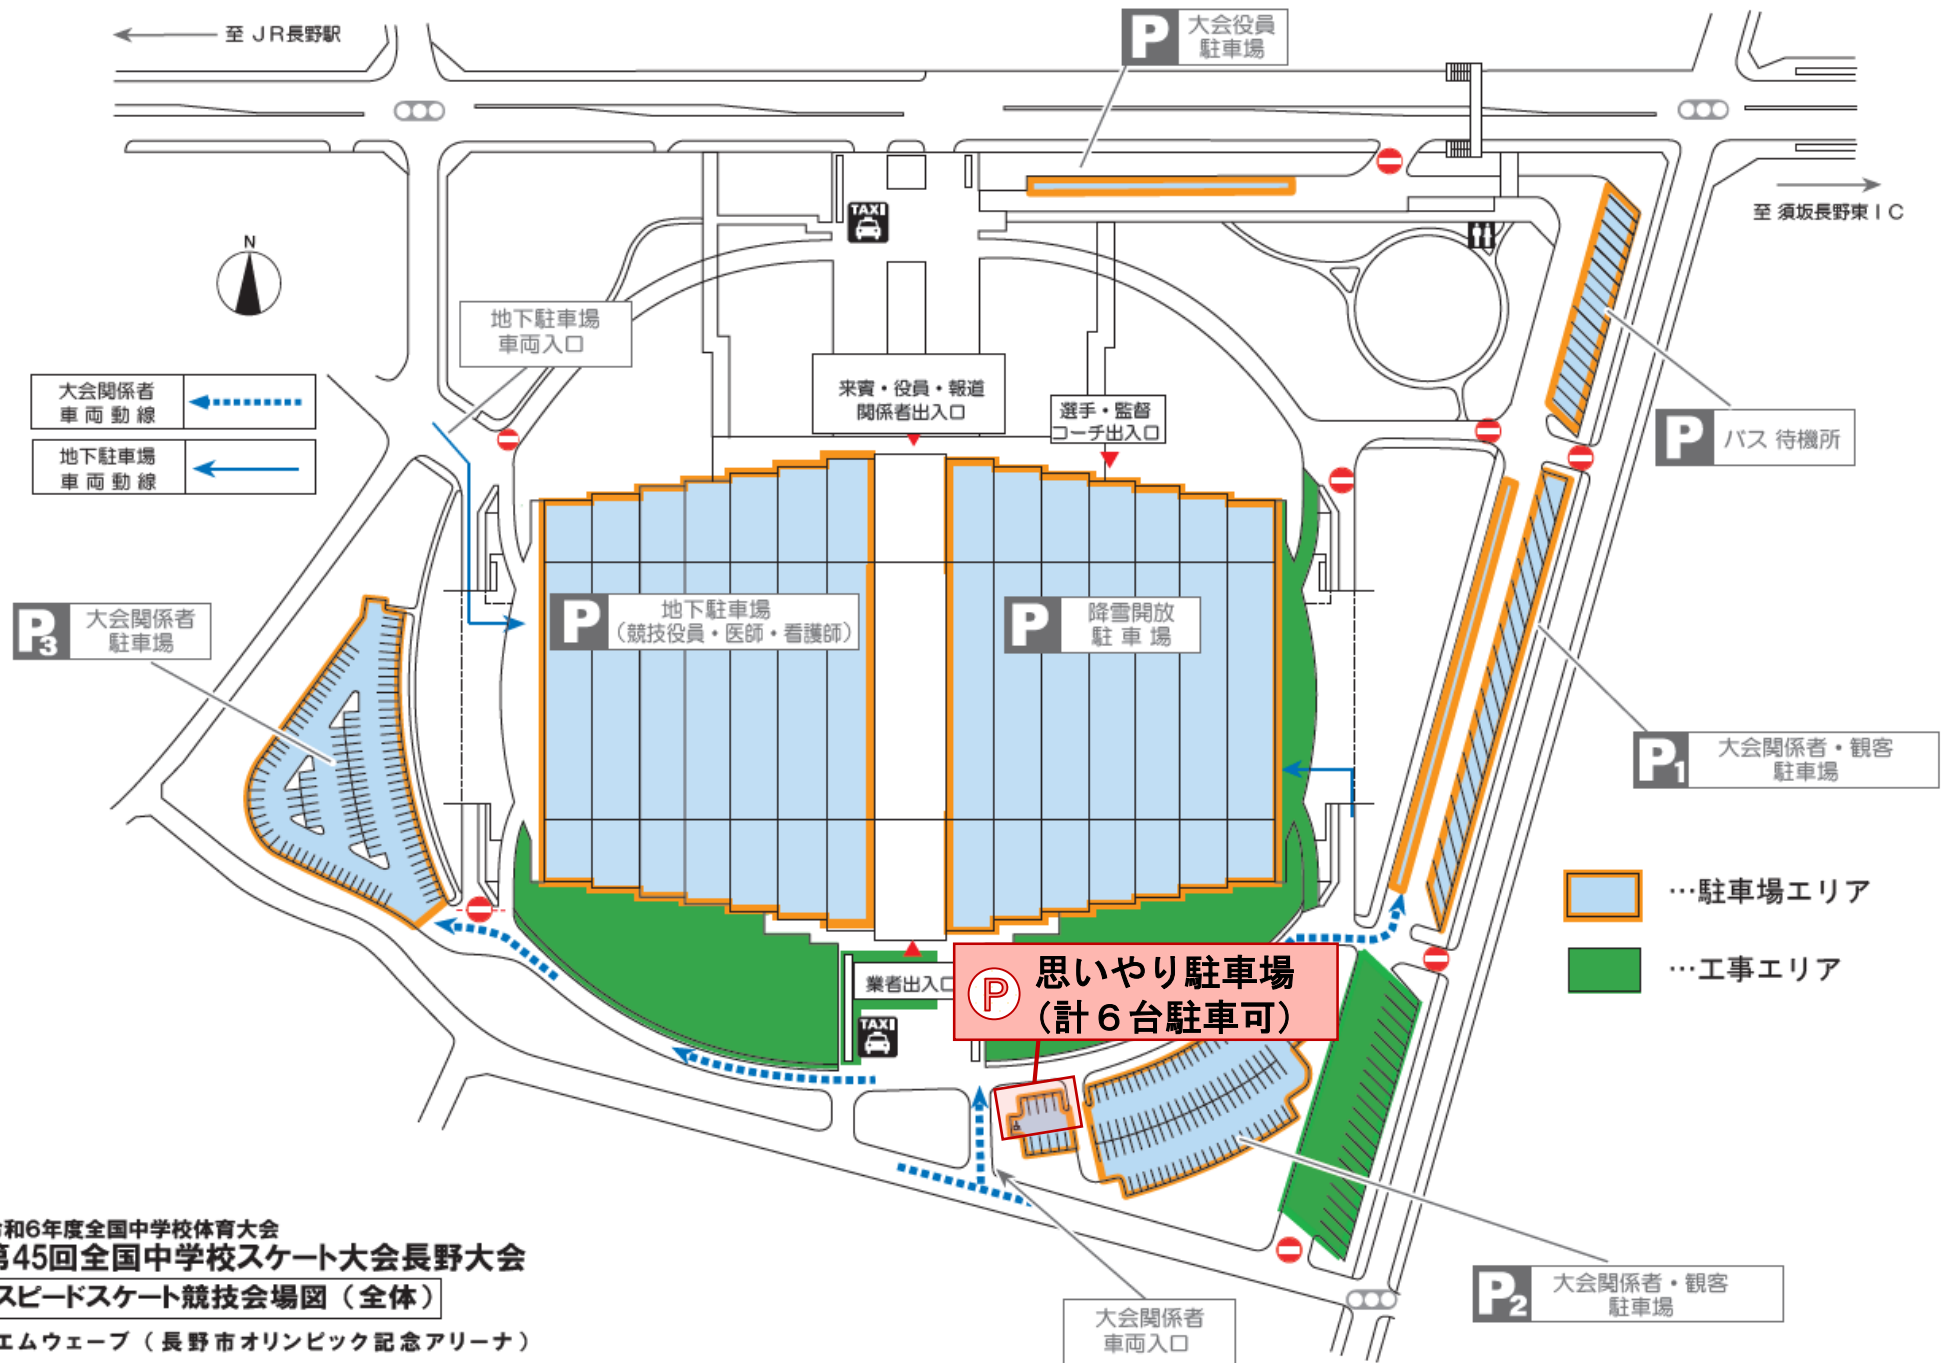 至 JR長野駅
P 大会役員
駐車場
至 須坂長野東IC
TAXI
N
地下駐車場
車両入口
大会関係者
車両動線
地下駐車場
車両動線
来賓・役員・報道
関係者出入口
選手・監督
コーチ出入口
P バス 待機所
P3 大会関係者
駐車場
P 地下駐車場
（競技役員・医師・看護師）
P 降雪開放
駐車場
P1 大会関係者・観客
駐車場
…駐車場エリア
…工事エリア
業者出入口
P 思いやり駐車場
（計６台駐車可）
TAXI
和6年度全国中学校体育大会
第45回全国中学校スケート大会長野大会
スピードスケート競技会場図（全体）
エムウェーブ（長野市オリンピック記念アリーナ）
P2 大会関係者・観客
駐車場
大会関係者
車両入口